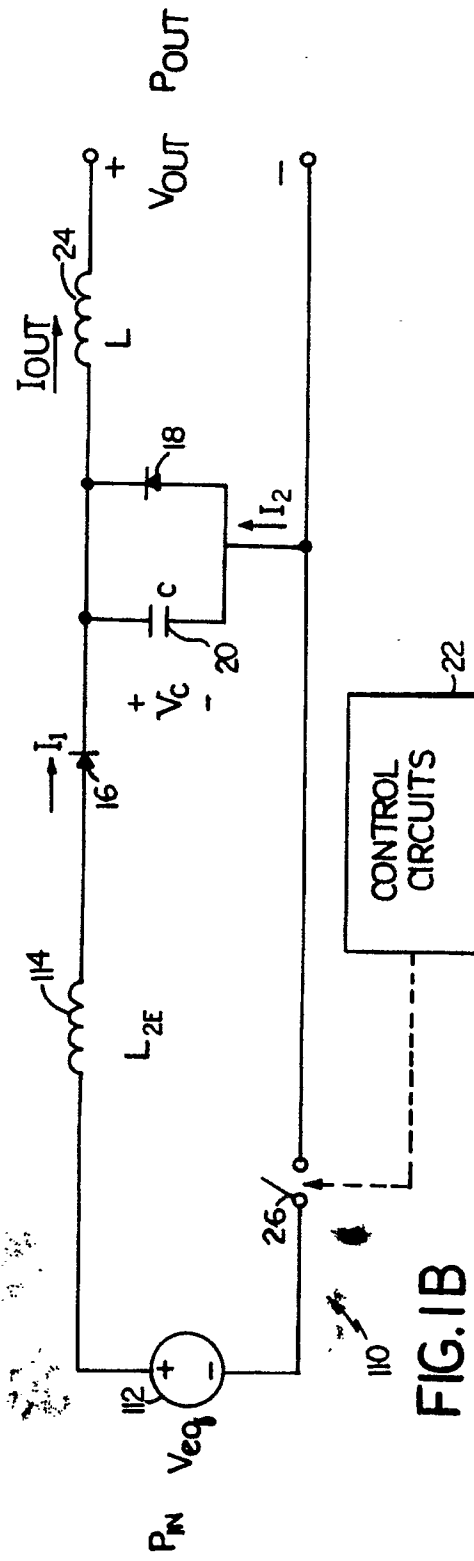 P_IN
V_eq
112
+
−
114
L_2E
I_1
16
+
V_C
−
C
20
18
I_2
I_OUT
24
L
+
V_OUT
−
P_OUT
26
110
CONTROL
CIRCUITS
22
FIG. 1B